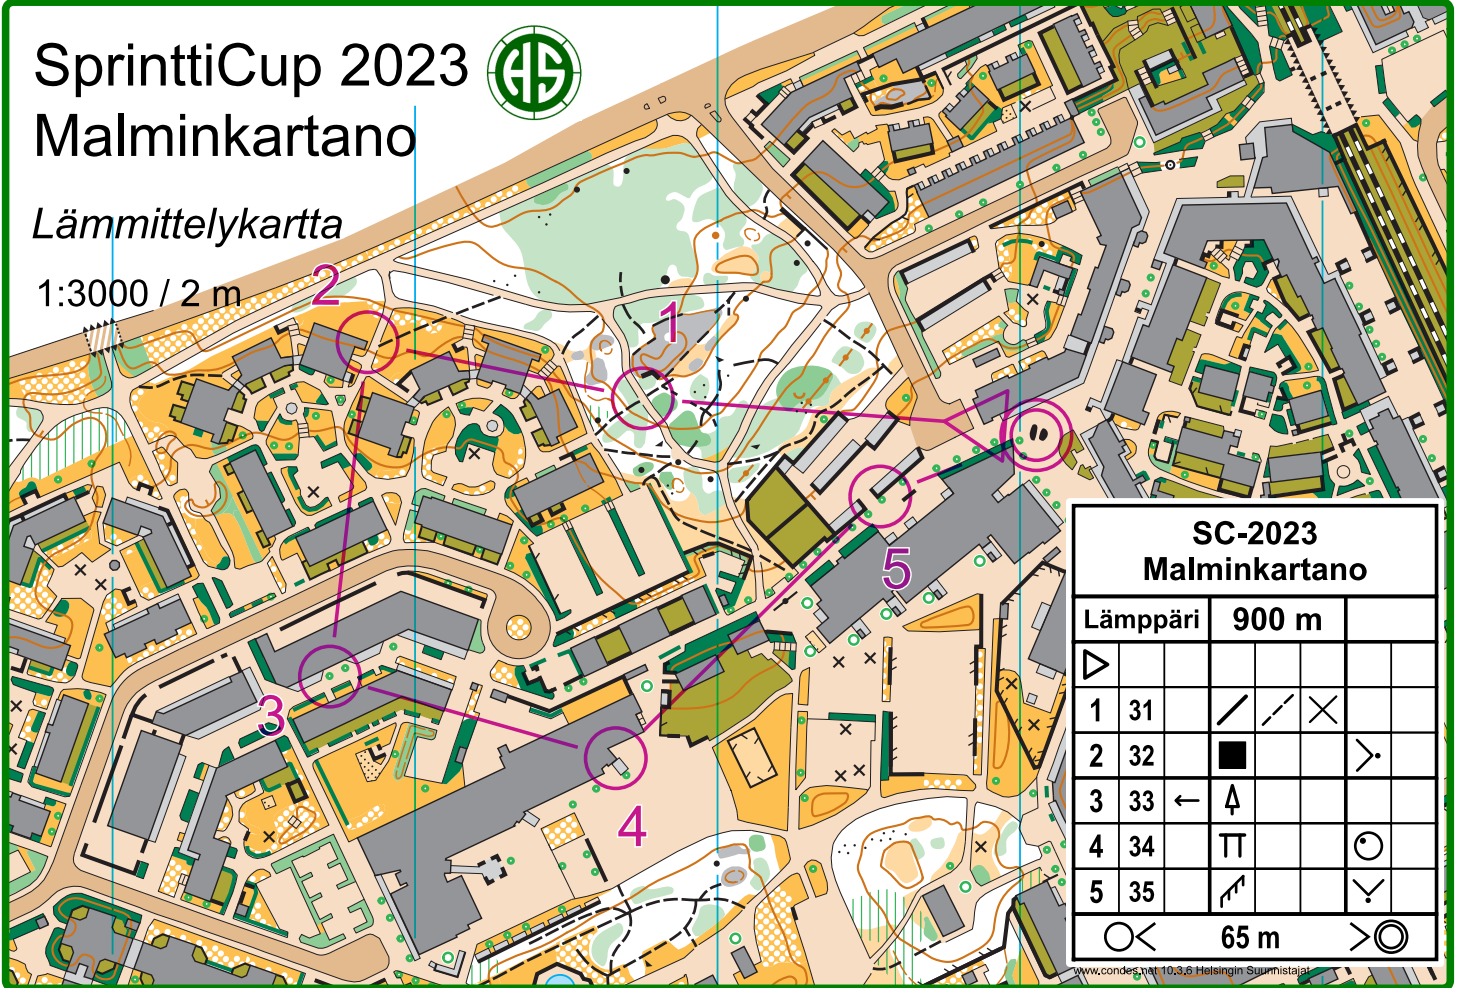 SprinttiCup 2023
Malminkartano
Lämmittelykartta
1:3000 / 2 m
2
1
5
3
4
SC-2023
Malminkartano
Lämppäri 900 m
1 31
2 32
3 33
4 34
5 35
65 m
www.condes.net 10.3.6 Helsingin Suunnistajat